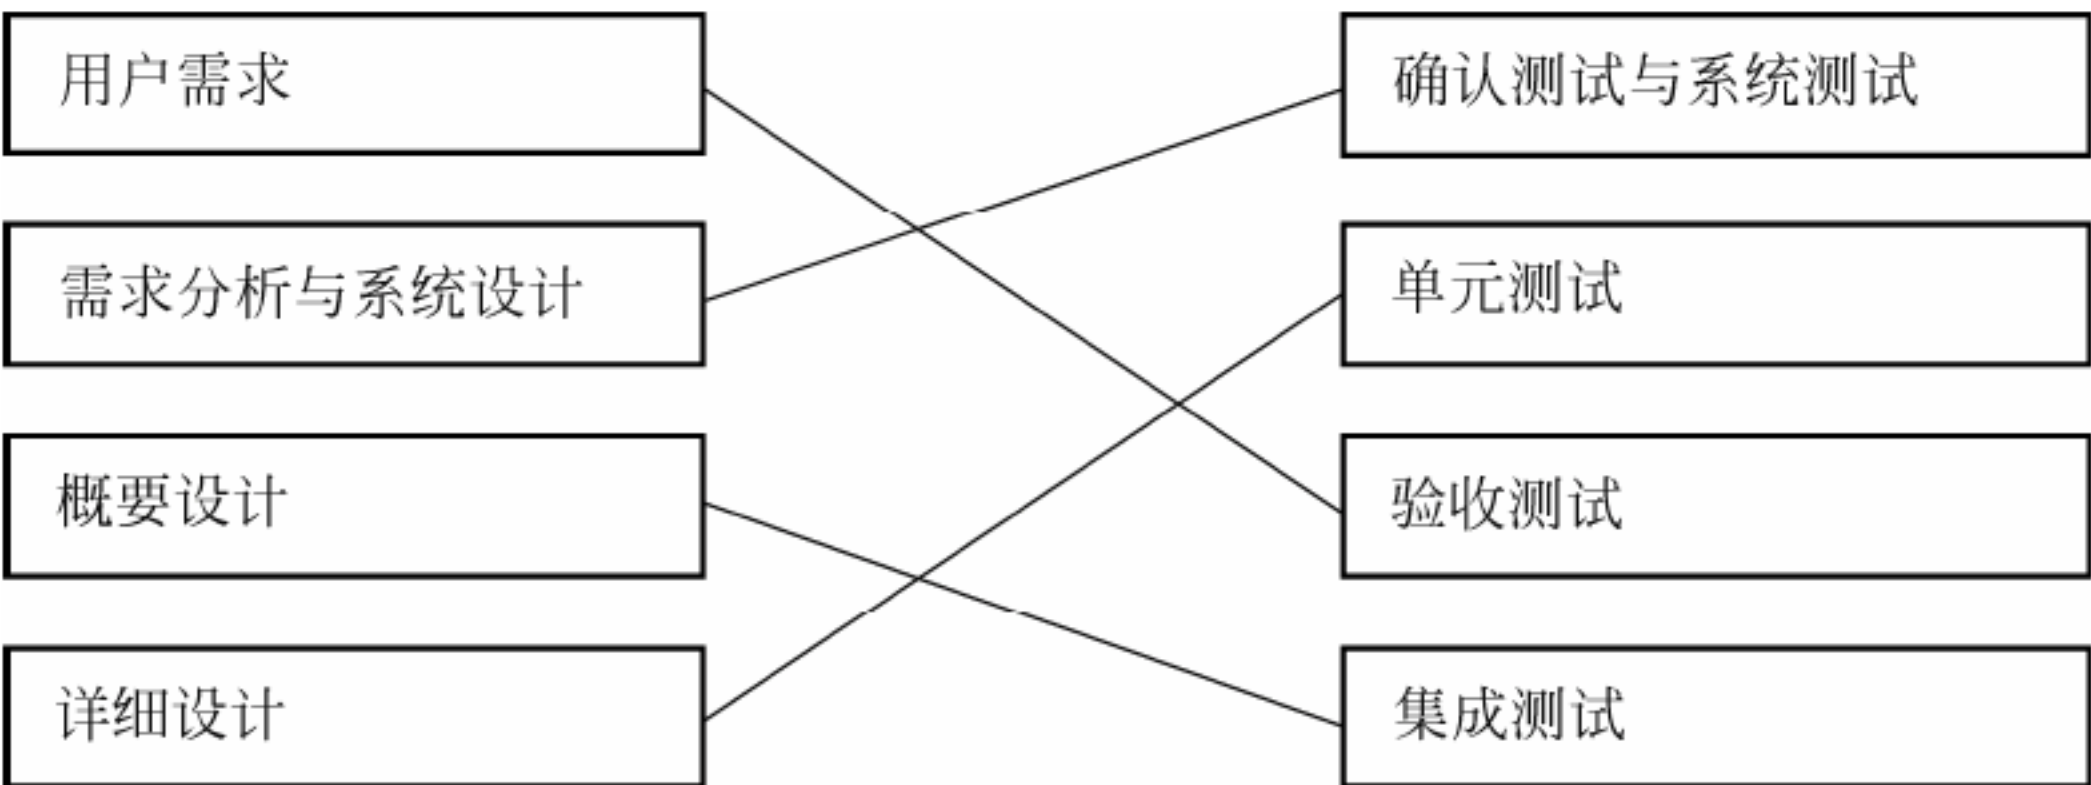 用户需求
需求分析与系统设计
概要设计
详细设计
确认测试与系统测试
单元测试
验收测试
集成测试